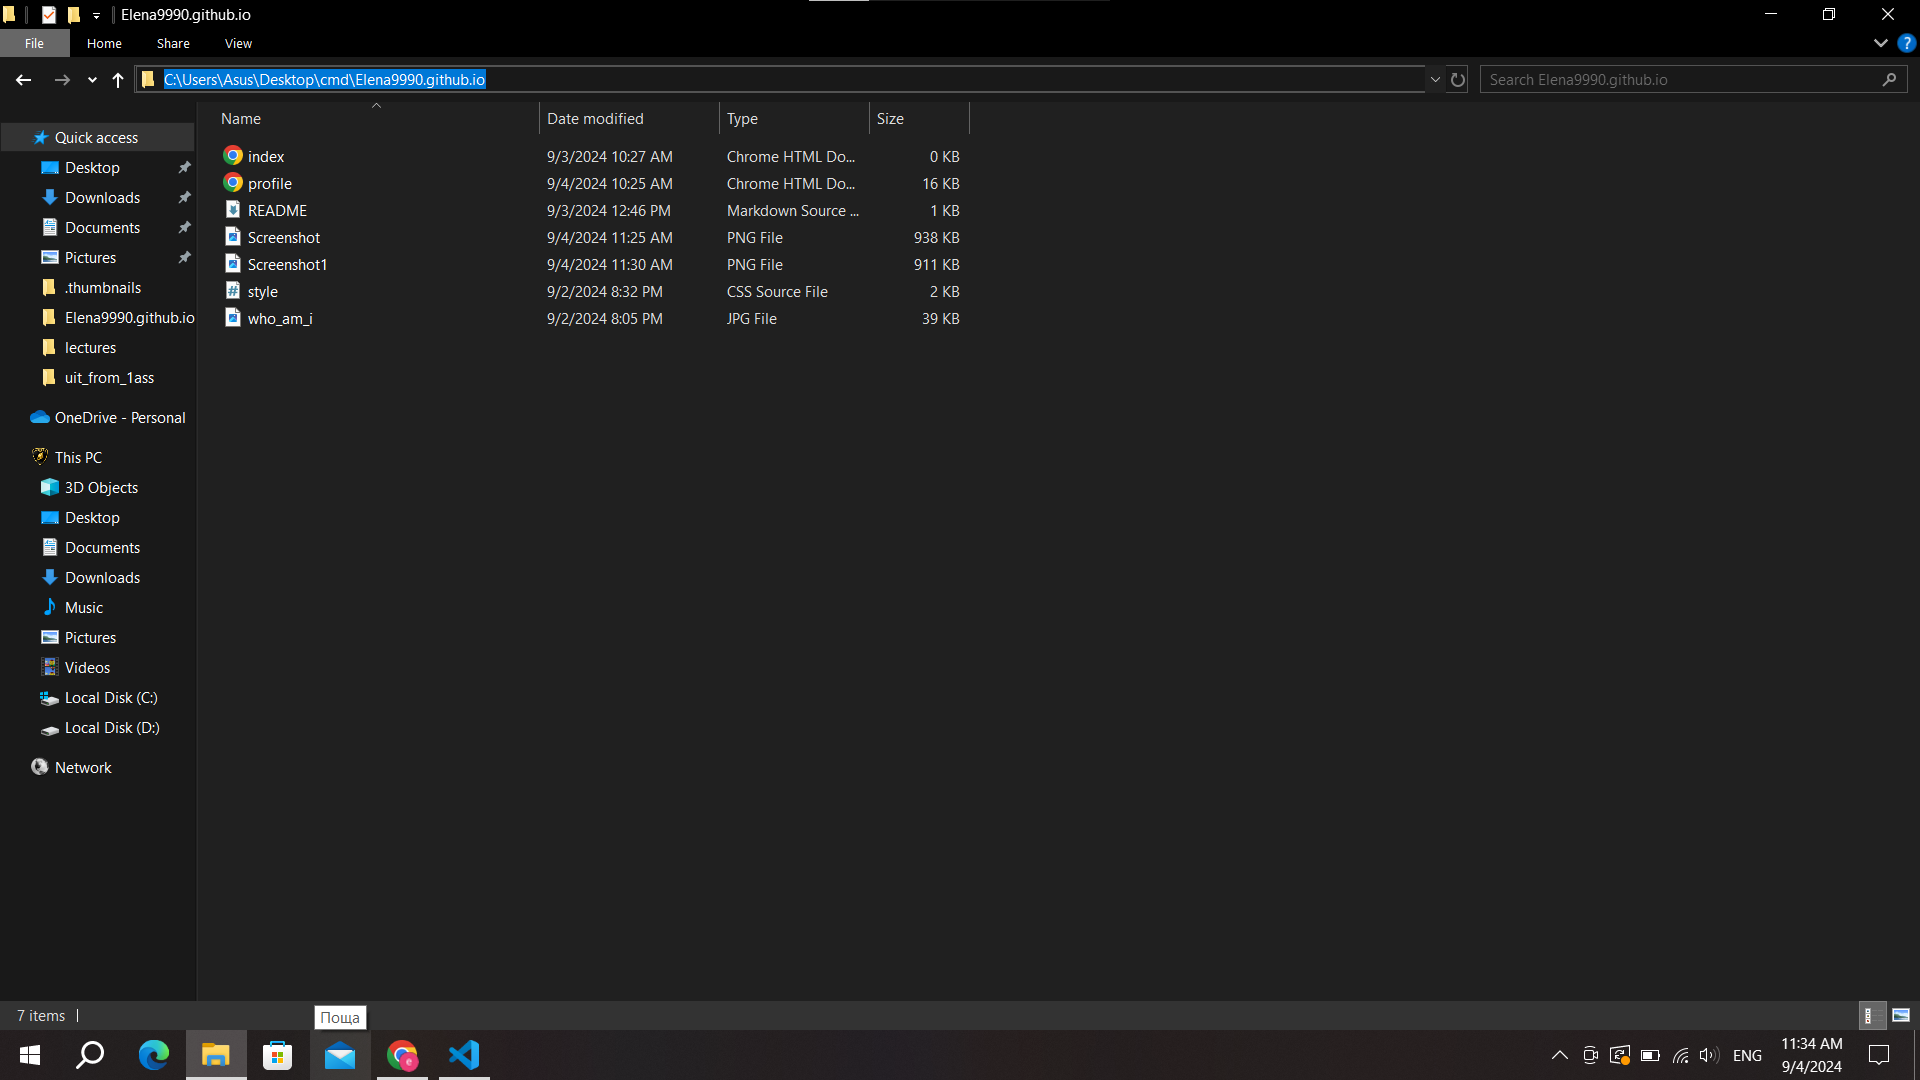 Elena9990.github.io
File Home Share View
C:\Users\Asus\Desktop\cmd\Elena9990.github.io
Search Elena9990.github.io
Name Date modified Type Size
index 9/3/2024 10:27 AM Chrome HTML Do... 0 KB
profile 9/4/2024 10:25 AM Chrome HTML Do... 16 KB
README 9/3/2024 12:46 PM Markdown Source ... 1 KB
Screenshot 9/4/2024 11:25 AM PNG File 938 KB
Screenshot1 9/4/2024 11:30 AM PNG File 911 KB
style 9/2/2024 8:32 PM CSS Source File 2 KB
who_am_i 9/2/2024 8:05 PM JPG File 39 KB
Quick access
Desktop
Downloads
Documents
Pictures
.thumbnails
Elena9990.github.io
lectures
uit_from_1ass
OneDrive - Personal
This PC
3D Objects
Desktop
Documents
Downloads
Music
Pictures
Videos
Local Disk (C:)
Local Disk (D:)
Network
7 items
Поща
ENG
11:34 AM
9/4/2024